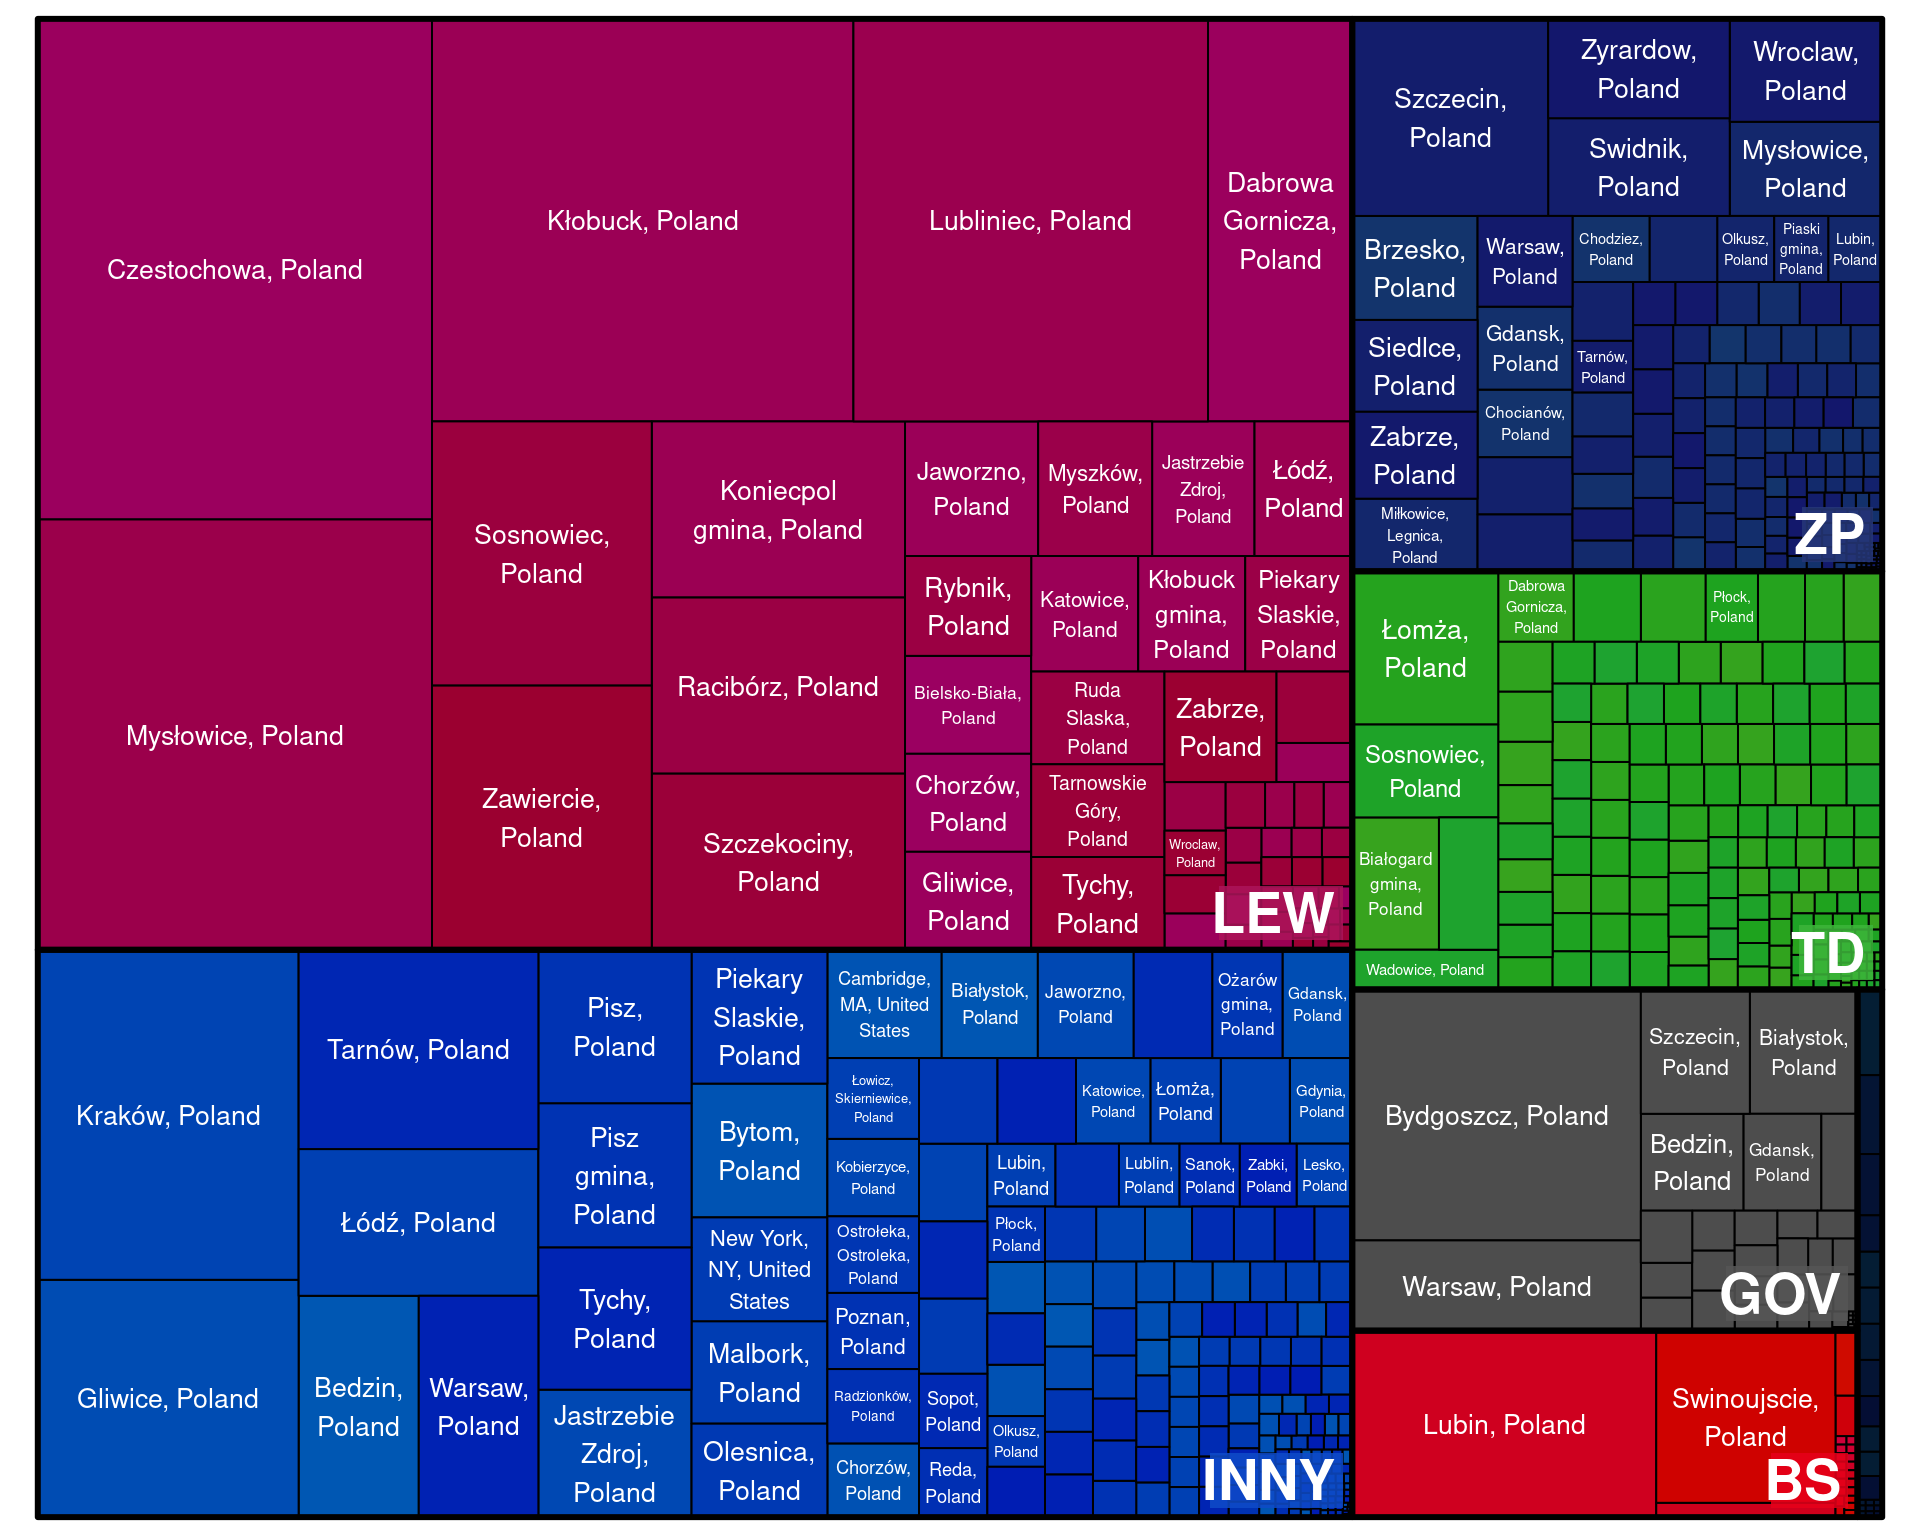 Czestochowa, Poland
Mysłowice, Poland
Kłobuck, Poland
Lubliniec, Poland
Dabrowa
Gornicza,
Poland
Sosnowiec,
Poland
Zawiercie,
Poland
Koniecpol
gmina, Poland
Racibórz, Poland
Szczekociny,
Poland
Jaworzno,
Poland
Myszków,
Poland
Jastrzebie
Zdroj,
Poland
Łódź,
Poland
Rybnik,
Poland
Katowice,
Poland
Kłobuck
gmina,
Poland
Piekary
Slaskie,
Poland
Bielsko-Biała,
Poland
Chorzów,
Poland
Gliwice,
Poland
Ruda
Slaska,
Poland
Tarnowskie
Góry,
Poland
Tychy,
Poland
Zabrze,
Poland
Wroclaw,
Poland
LEW
Szczecin,
Poland
Zyrardow,
Poland
Wroclaw,
Poland
Swidnik,
Poland
Mysłowice,
Poland
Brzesko,
Poland
Siedlce,
Poland
Zabrze,
Poland
Miłkowice,
Legnica,
Poland
Warsaw,
Poland
Gdansk,
Poland
Chocianów,
Poland
Chodziez,
Poland
Olkusz,
Poland
Piaski
gmina,
Poland
Lubin,
Poland
Tarnów,
Poland
ZP
Łomża,
Poland
Sosnowiec,
Poland
Białogard
gmina,
Poland
Wadowice, Poland
Dabrowa
Gornicza,
Poland
Płock,
Poland
TD
Kraków, Poland
Gliwice, Poland
Tarnów, Poland
Łódź, Poland
Bedzin,
Poland
Warsaw,
Poland
Pisz,
Poland
Pisz
gmina,
Poland
Tychy,
Poland
Jastrzebie
Zdroj,
Poland
Piekary
Slaskie,
Poland
Bytom,
Poland
New York,
NY, United
States
Malbork,
Poland
Olesnica,
Poland
Cambridge,
MA, United
States
Białystok,
Poland
Jaworzno,
Poland
Ożarów
gmina,
Poland
Gdansk,
Poland
Łowicz,
Skierniewice,
Poland
Kobierzyce,
Poland
Ostrołeka,
Ostroleka,
Poland
Poznan,
Poland
Radzionków,
Poland
Chorzów,
Poland
Katowice,
Poland
Łomża,
Poland
Gdynia,
Poland
Lubin,
Poland
Lublin,
Poland
Sanok,
Poland
Zabki,
Poland
Lesko,
Poland
Płock,
Poland
Sopot,
Poland
Olkusz,
Poland
Reda,
Poland
INNY
Bydgoszcz, Poland
Warsaw, Poland
Szczecin,
Poland
Białystok,
Poland
Bedzin,
Poland
Gdansk,
Poland
GOV
Lubin, Poland
Swinoujscie,
Poland
BS